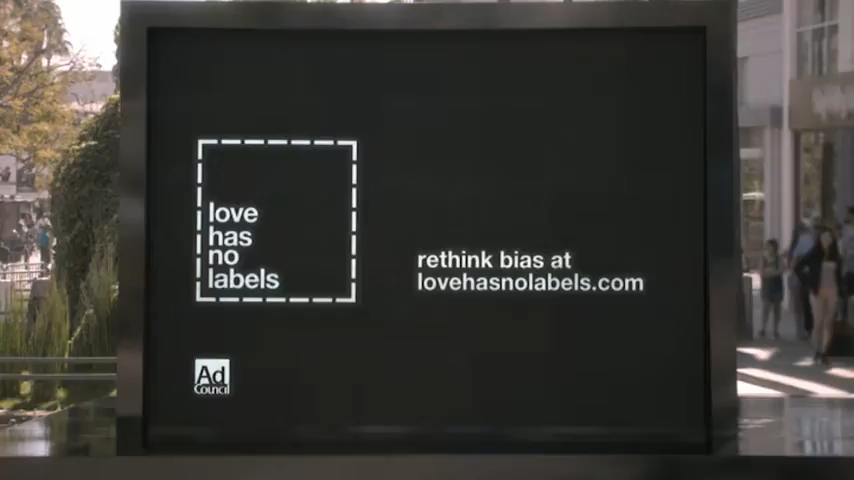 love
has
no
labels
rethink bias at
lovehasnolabels.com
Ad
Council